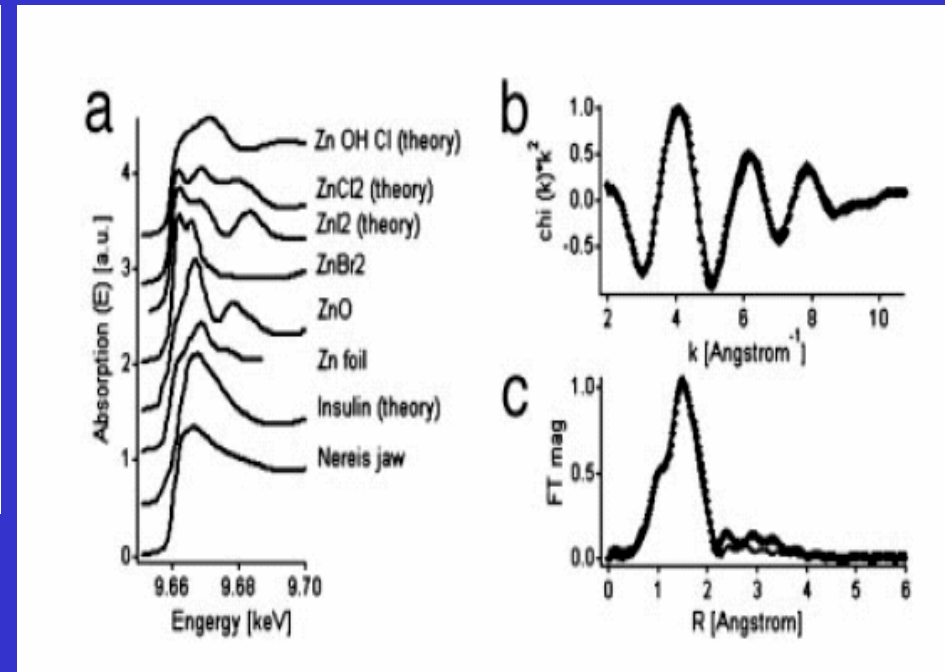 a
Absorption (E) [a.u.]
4
3
2
1
0
9.66 9.68 9.70
Engergy [keV]
Zn OH Cl (theory)
ZnCl2 (theory)
ZnI2 (theory)
ZnBr2
ZnO
Zn foil
Insulin (theory)
Nereis jaw
b
chi (k)*k²
1.0
0.5
0.0
-0.5
2 4 6 8 10
k [Angstrom⁻¹]
c
FT mag
1.0
0.5
0.0
0 1 2 3 4 5 6
R [Angstrom]